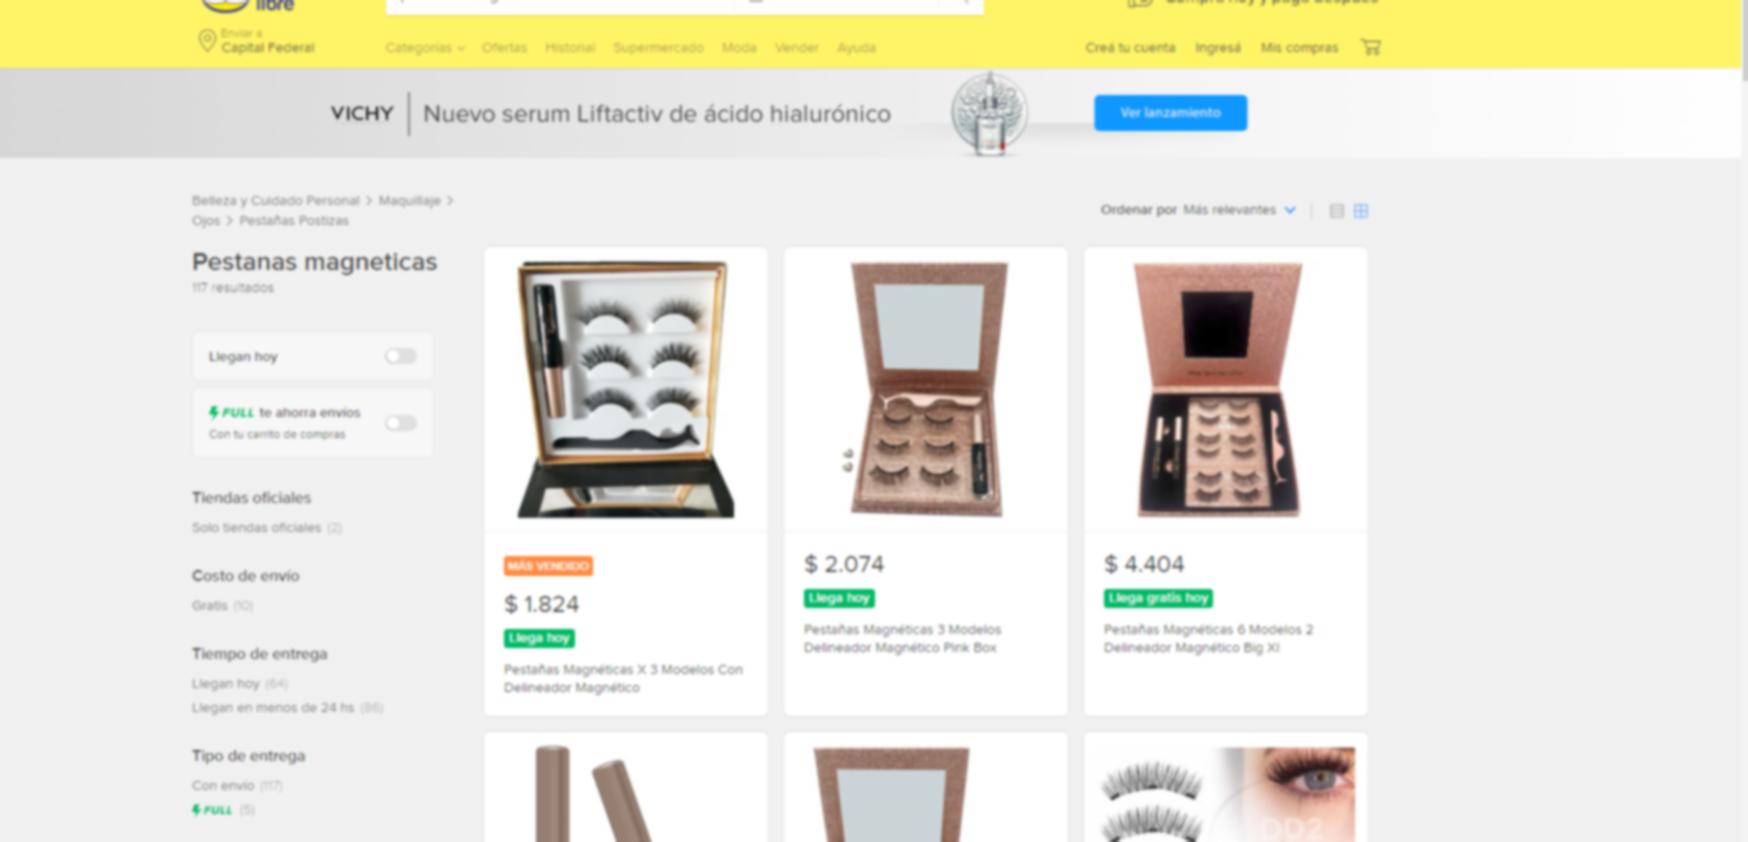 libre
Enviar a
Capital Federal
Categorías Ofertas Historial Supermercado Moda Vender Ayuda
Creá tu cuenta Ingresá Mis compras
VICHY Nuevo serum Liftactiv de ácido hialurónico Ver lanzamiento
Belleza y Cuidado Personal > Maquillaje >
Ojos > Pestañas Postizas
Ordenar por Más relevantes
Pestanas magneticas
117 resultados
Llegan hoy
FULL te ahorra envíos
Con tu carrito de compras
Tiendas oficiales
Solo tiendas oficiales (2)
Costo de envío
Gratis (10)
Tiempo de entrega
Llegan hoy (64)
Llegan en menos de 24 hs (86)
Tipo de entrega
Con envío (117)
FULL (5)
MÁS VENDIDO
$ 1.824
Llega hoy
Pestañas Magnéticas X 3 Modelos Con
Delineador Magnético
$ 2.074
Llega hoy
Pestañas Magnéticas 3 Modelos
Delineador Magnético Pink Box
$ 4.404
Llega gratis hoy
Pestañas Magnéticas 6 Modelos 2
Delineador Magnético Big Xl
DD2